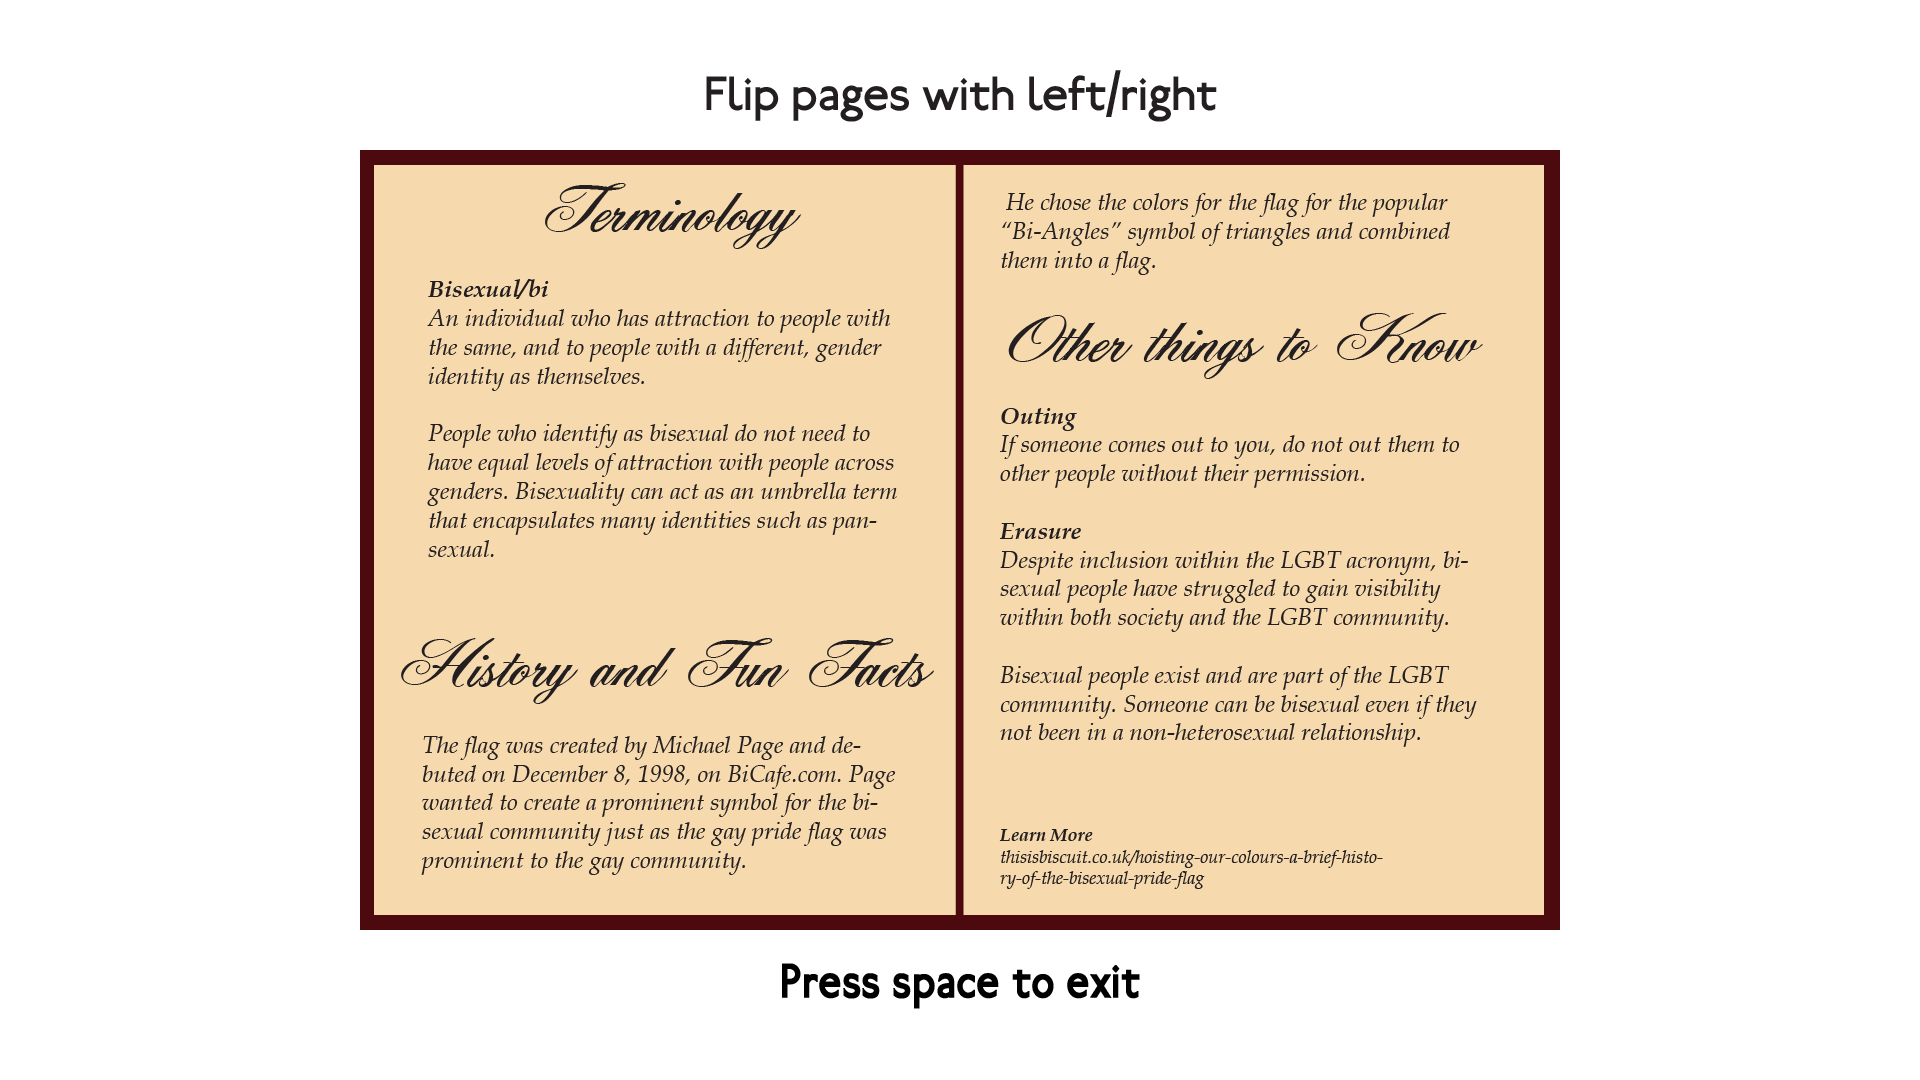 Flip pages with left/right
Terminology
Bisexual/bi
An individual who has attraction to people with
the same, and to people with a different, gender
identity as themselves.
People who identify as bisexual do not need to
have equal levels of attraction with people across
genders. Bisexuality can act as an umbrella term
that encapsulates many identities such as pan-
sexual.
History and Fun Facts
The flag was created by Michael Page and de-
buted on December 8, 1998, on BiCafe.com. Page
wanted to create a prominent symbol for the bi-
sexual community just as the gay pride flag was
prominent to the gay community.
He chose the colors for the flag for the popular
“Bi-Angles” symbol of triangles and combined
them into a flag.
Other things to Know
Outing
If someone comes out to you, do not out them to
other people without their permission.
Erasure
Despite inclusion within the LGBT acronym, bi-
sexual people have struggled to gain visibility
within both society and the LGBT community.
Bisexual people exist and are part of the LGBT
community. Someone can be bisexual even if they
not been in a non-heterosexual relationship.
Learn More
thisisbiscuit.co.uk/hoisting-our-colours-a-brief-histo-
ry-of-the-bisexual-pride-flag
Press space to exit